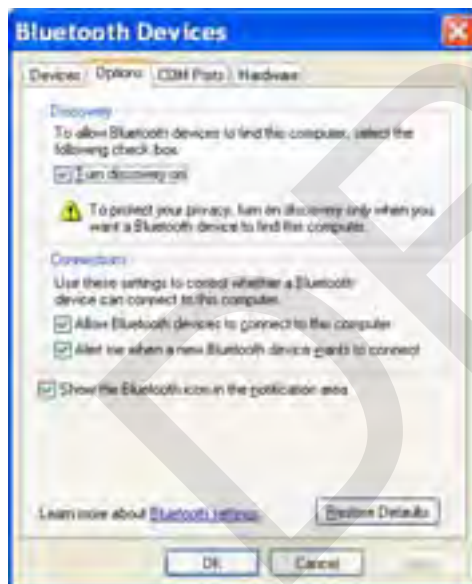 Bluetooth Devices
Devices Options COM Ports Hardware
Discovery
To allow Bluetooth devices to find this computer, select the
following check box.
Turn discovery on
To protect your privacy, turn on discovery only when you
want a Bluetooth device to find this computer.
Connections
Use these settings to control whether a Bluetooth
device can connect to this computer.
Allow Bluetooth devices to connect to this computer
Alert me when a new Bluetooth device wants to connect
Show the Bluetooth icon in the notification area
Learn more about Bluetooth settings.
Restore Defaults
OK Cancel